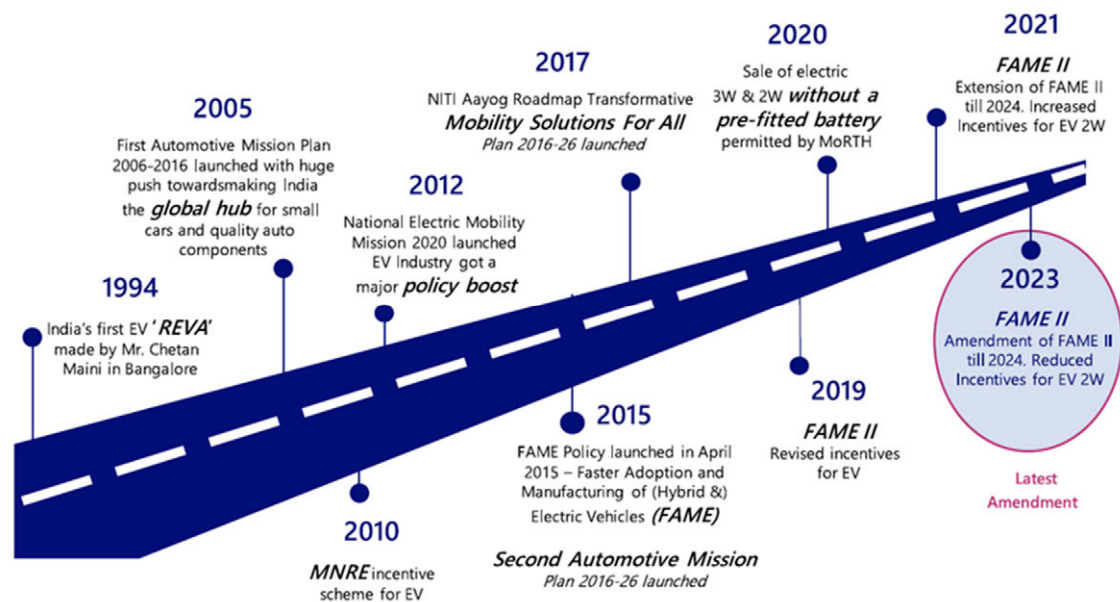 1994
India's first EV 'REVA'
made by Mr. Chetan
Maini in Bangalore
2005
First Automotive Mission Plan
2006-2016 launched with huge
push towardsmaking India
the global hub for small
cars and quality auto
components
2010
MNRE incentive
scheme for EV
2012
National Electric Mobility
Mission 2020 launched
EV Industry got a
major policy boost
2015
FAME Policy launched in April
2015 – Faster Adoption and
Manufacturing of (Hybrid &)
Electric Vehicles (FAME)
Second Automotive Mission
Plan 2016-26 launched
2017
NITI Aayog Roadmap Transformative
Mobility Solutions For All
Plan 2016-26 launched
2019
FAME II
Revised incentives
for EV
2020
Sale of electric
3W & 2W without a
pre-fitted battery
permitted by MoRTH
2021
FAME II
Extension of FAME II
till 2024. Increased
Incentives for EV 2W
2023
FAME II
Amendment of FAME II
till 2024. Reduced
Incentives for EV 2W
Latest
Amendment